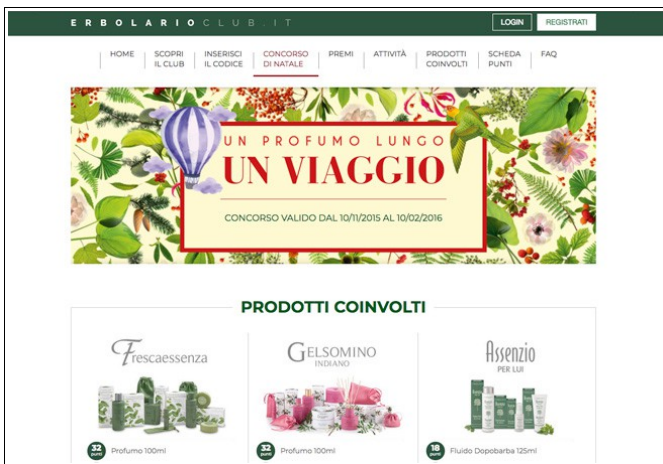 ERBOLARIOCLUB.IT
LOGIN
REGISTRATI
HOME
SCOPRI
IL CLUB
INSERISCI
IL CODICE
CONCORSO
DI NATALE
PREMI
ATTIVITÀ
PRODOTTI
COINVOLTI
SCHEDA
PUNTI
FAQ
UN PROFUMO LUNGO
UN VIAGGIO
CONCORSO VALIDO DAL 10/11/2015 AL 10/02/2016
PRODOTTI COINVOLTI
Frescaessenza
GELSOMINO
INDIANO
Assenzio
PER LUI
32
punti
Profumo 100ml
32
punti
Profumo 100ml
18
punti
Fluido Dopobarba 125ml